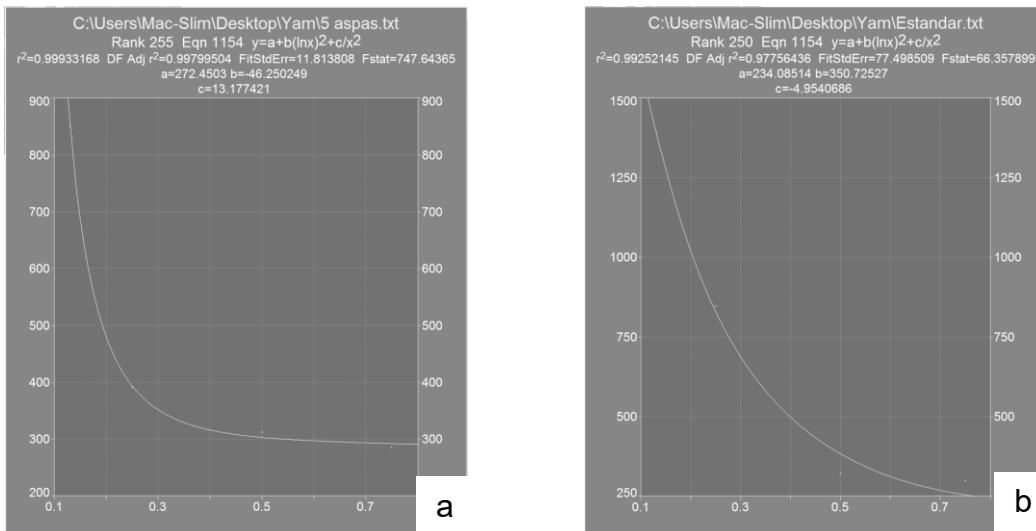 C:\Users\Mac-Slim\Desktop\Yam\5 aspas.txt
Rank 255 Eqn 1154 y=a+b(lnx)2+c/x2
r2=0.99933168 DF Adj r2=0.99799504 FitStdErr=11.813808 Fstat=747.64365
a=272.4503 b=-46.250249
c=13.177421
900 900
800 800
700 700
600 600
500 500
400 400
300 300
200
0.1 0.3 0.5 0.7
a
C:\Users\Mac-Slim\Desktop\Yam\Estandar.txt
Rank 250 Eqn 1154 y=a+b(lnx)2+c/x2
r2=0.99252145 DF Adj r2=0.97756436 FitStdErr=77.498509 Fstat=66.357899
a=234.08514 b=350.72527
c=-4.9540686
1500 1500
1250 1250
1000 1000
750 750
500 500
250
0.1 0.3 0.5 0.7
b